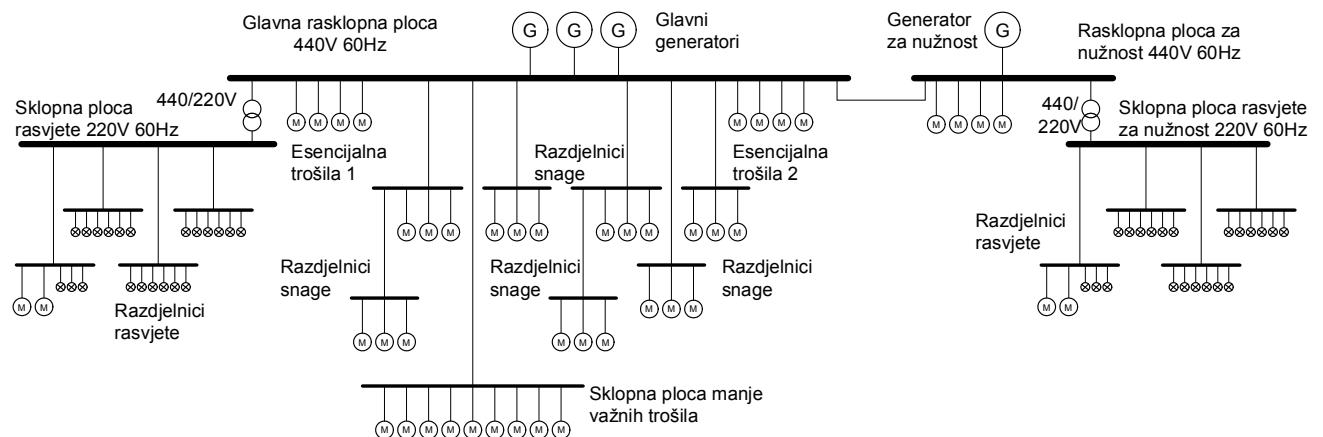 Glavna rasklopna ploca
440V 60Hz
G
G
G
Glavni
generatori
Generator
za nužnost
G
Rasklopna ploca za
nužnost 440V 60Hz
Sklopna ploca
rasvjete 220V 60Hz
440/220V
M M M M
Esencijalna
trošila 1
Razdjelnici
snage
M M M M
Esencijalna
trošila 2
M M M M
440/
220V
Sklopna ploca rasvjete
za nužnost 220V 60Hz
M M M
M M M
M M M
M M M
M M
Razdjelnici
rasvjete
Razdjelnici
snage
M M M
Razdjelnici
snage
M M M
M M M
Razdjelnici
snage
Razdjelnici
rasvjete
M M
Sklopna ploca manje
važnih trošila
M M M M M M M M M